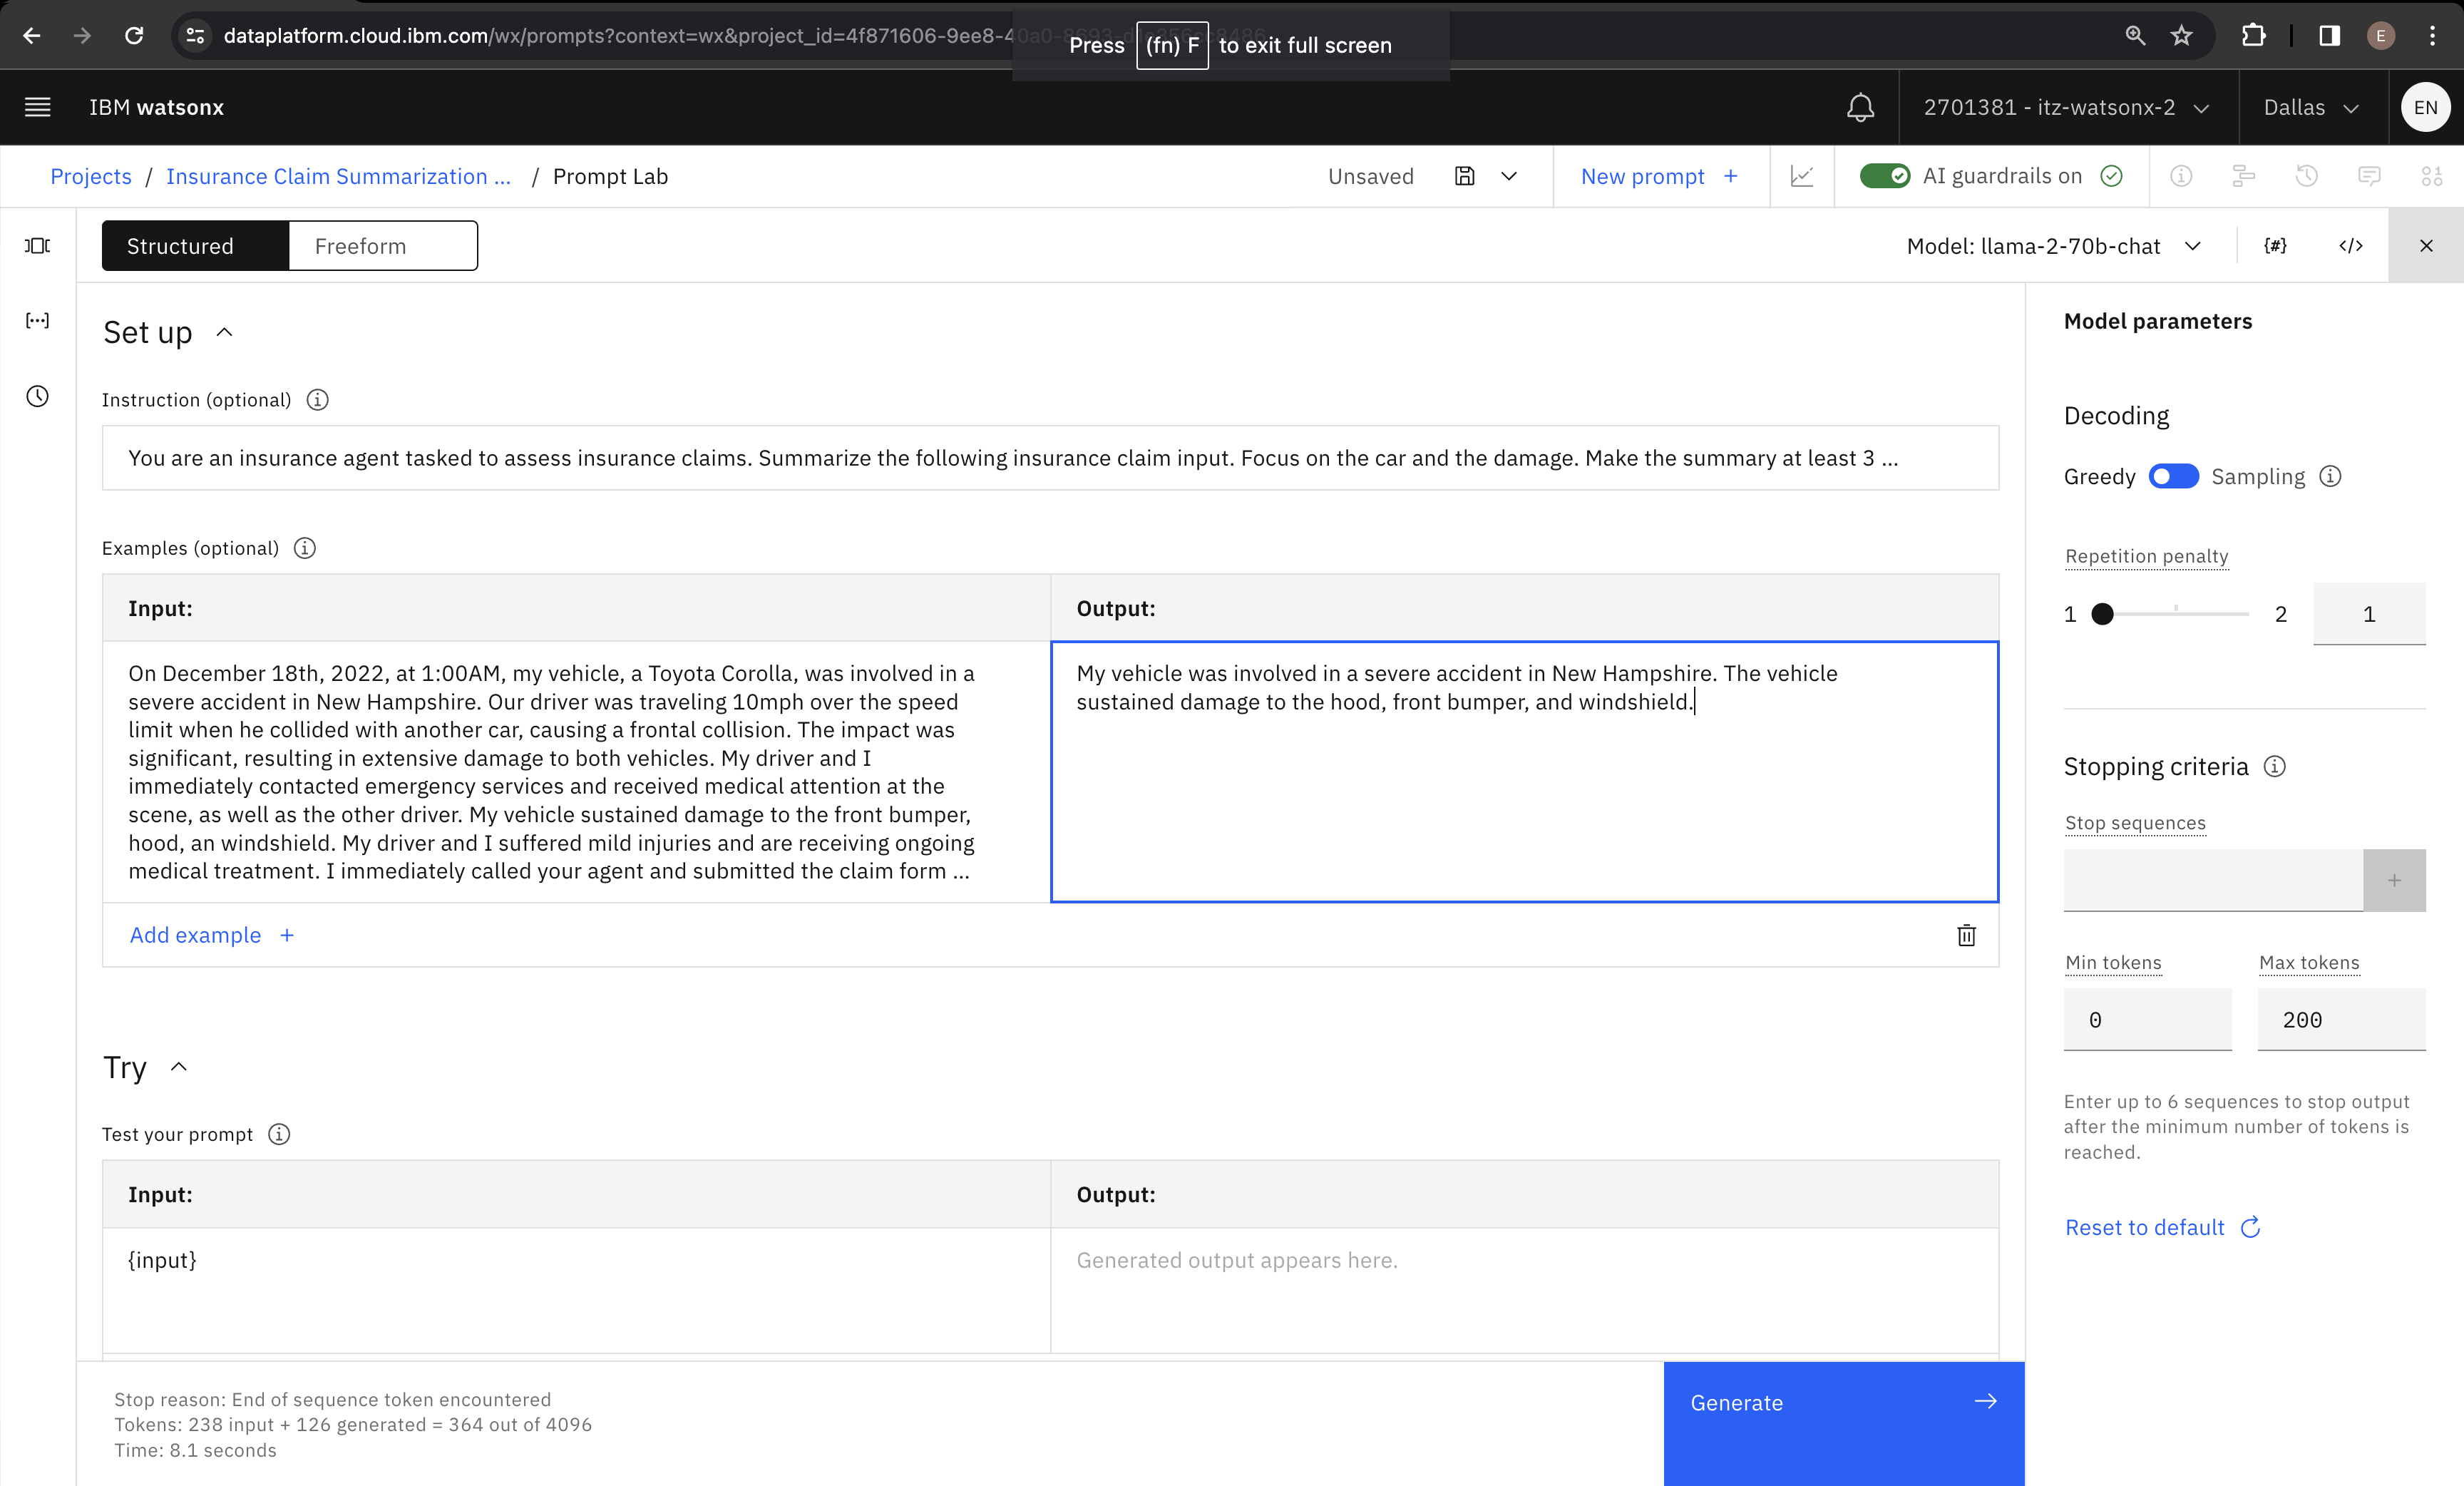 dataplatform.cloud.ibm.com/wx/prompts?context=wx&project_id=4f871606-9ee8-4
Press (fn) F to exit full screen
E
IBM watsonx
2701381 - itz-watsonx-2
Dallas
EN
Projects / Insurance Claim Summarization ... / Prompt Lab
Unsaved
New prompt +
AI guardrails on
Structured
Freeform
Model: llama-2-70b-chat
{#}
</>
Set up
Instruction (optional)
You are an insurance agent tasked to assess insurance claims. Summarize the following insurance claim input. Focus on the car and the damage. Make the summary at least 3 ...
Examples (optional)
Input:
Output:
On December 18th, 2022, at 1:00AM, my vehicle, a Toyota Corolla, was involved in a
severe accident in New Hampshire. Our driver was traveling 10mph over the speed
limit when he collided with another car, causing a frontal collision. The impact was
significant, resulting in extensive damage to both vehicles. My driver and I
immediately contacted emergency services and received medical attention at the
scene, as well as the other driver. My vehicle sustained damage to the front bumper,
hood, an windshield. My driver and I suffered mild injuries and are receiving ongoing
medical treatment. I immediately called your agent and submitted the claim form ...
My vehicle was involved in a severe accident in New Hampshire. The vehicle
sustained damage to the hood, front bumper, and windshield.
Add example +
Try
Test your prompt
Input:
Output:
{input}
Generated output appears here.
Stop reason: End of sequence token encountered
Tokens: 238 input + 126 generated = 364 out of 4096
Time: 8.1 seconds
Generate
Model parameters
Decoding
Greedy
Sampling
Repetition penalty
1
2
1
Stopping criteria
Stop sequences
+
Min tokens
Max tokens
0
200
Enter up to 6 sequences to stop output
after the minimum number of tokens is
reached.
Reset to default